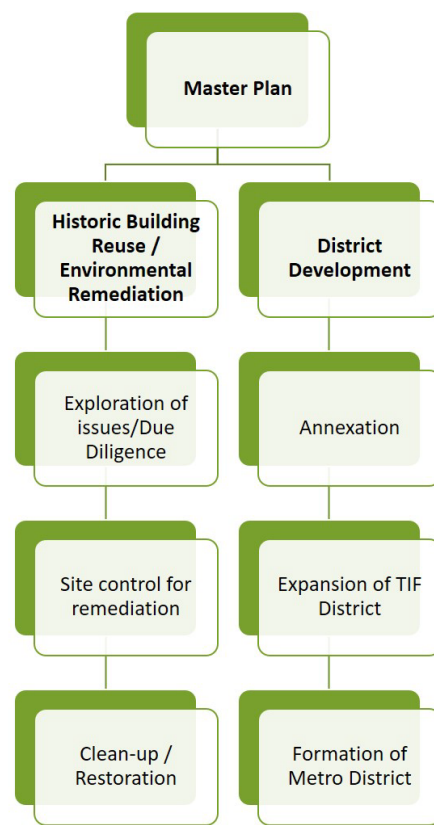 Master Plan
Historic Building
Reuse /
Environmental
Remediation
District
Development
Exploration of
issues/Due
Diligence
Annexation
Site control for
remediation
Expansion of TIF
District
Clean-up /
Restoration
Formation of
Metro District